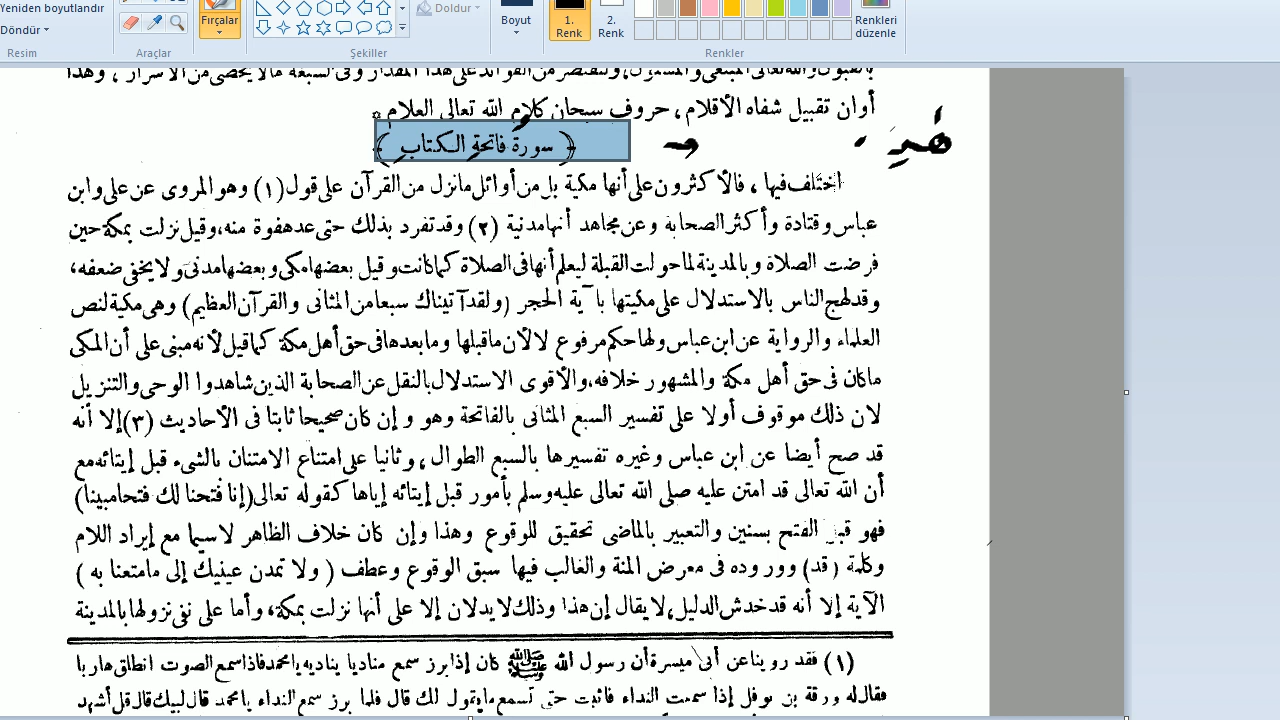 Yeniden boyutlandır
Döndür
Fırçalar
Doldur
Boyut
1.
Renk
2.
Renk
Renkleri
düzenle
Resim
Araçlar
Şekiller
Renkler
أوان تقبيل شفاه الأقلام، حروف سبحان كلام الله تعالى العلام
﴿ سورة فاتحة الكتاب ﴾
هي
اختلف فيها، فالأكثرون على أنها مكية بل من أوائل ما نزل من القرآن على قول (١) وهو المروى عن على وابن
عباس وقتادة وأكثر الصحابة وعن مجاهد أنها مدنية (٢) وقد تفرد بذلك حتى عد هفوة منه، وقيل نزلت بمكة حين
فرضت الصلاة وبالمدينة لما حولت القبلة ليعلم أنها فى الصلاة كما كانت وقيل بعضها مكى وبعضها مدنى ولا يخفى ضعفه،
وقد لهج الناس بالاستدلال على مكيتها بآية الحجر (ولقد آتيناك سبعا من المثانى والقرآن العظيم) وهى مكية لنص
العلماء والرواية عن ابن عباس ولها حكم مرفوع لا لأن ما قبلها وما بعدها فى حق أهل مكة كما قيل لأنه مبنى على أن المكى
ما كان فى حق أهل مكة والمشهور خلافه، والأقوى الاستدلال بالنقل عن الصحابة الذين شاهدوا الوحى والتنزيل
لان ذلك موقوف أولا على تفسير السبع المثانى بالفاتحة وهو وإن كان صحيحا ثابتا فى الأحاديث (٣) إلا أنه
قد صح أيضا عن ابن عباس وغيره تفسيرها بالسبع الطوال، وثانيا على امتناع الامتنان بالشىء قبل إيتائه مع
أن الله تعالى قد امتن عليه صلى الله تعالى عليه وسلم بأمور قبل إيتائه إياها كقوله تعالى (إنا فتحنا لك فتحا مبينا)
فهو قبل الفتح بسنين والتعبير بالماضى تحقيق للوقوع وهذا وإن كان خلاف الظاهر لاسيما مع إيراد اللام
وكلمة (قد) ووروده فى معرض المنة والغالب فيها سبق الوقوع وعطف ( ولا تمدن عينيك إلى ما متعنا به )
الآية إلا أنه قد خدش الدليل، لا يقال إن هذا وذلك لا يدلان إلا على أنها نزلت بمكة، وأما على نفى نزولها بالمدينة
(١) فقد روينا عن أبى ميسرة أن رسول الله ﷺ كان إذا برز سمع مناديا يناديه يا محمد فاذا سمع الصوت انطلق هاربا
فقال له ورقة بن نوفل إذا سمعت النداء فاثبت حتى تسمع ما يقول لك قال فلما برز سمع النداء يا محمد قال لبيك قال قل أشهد